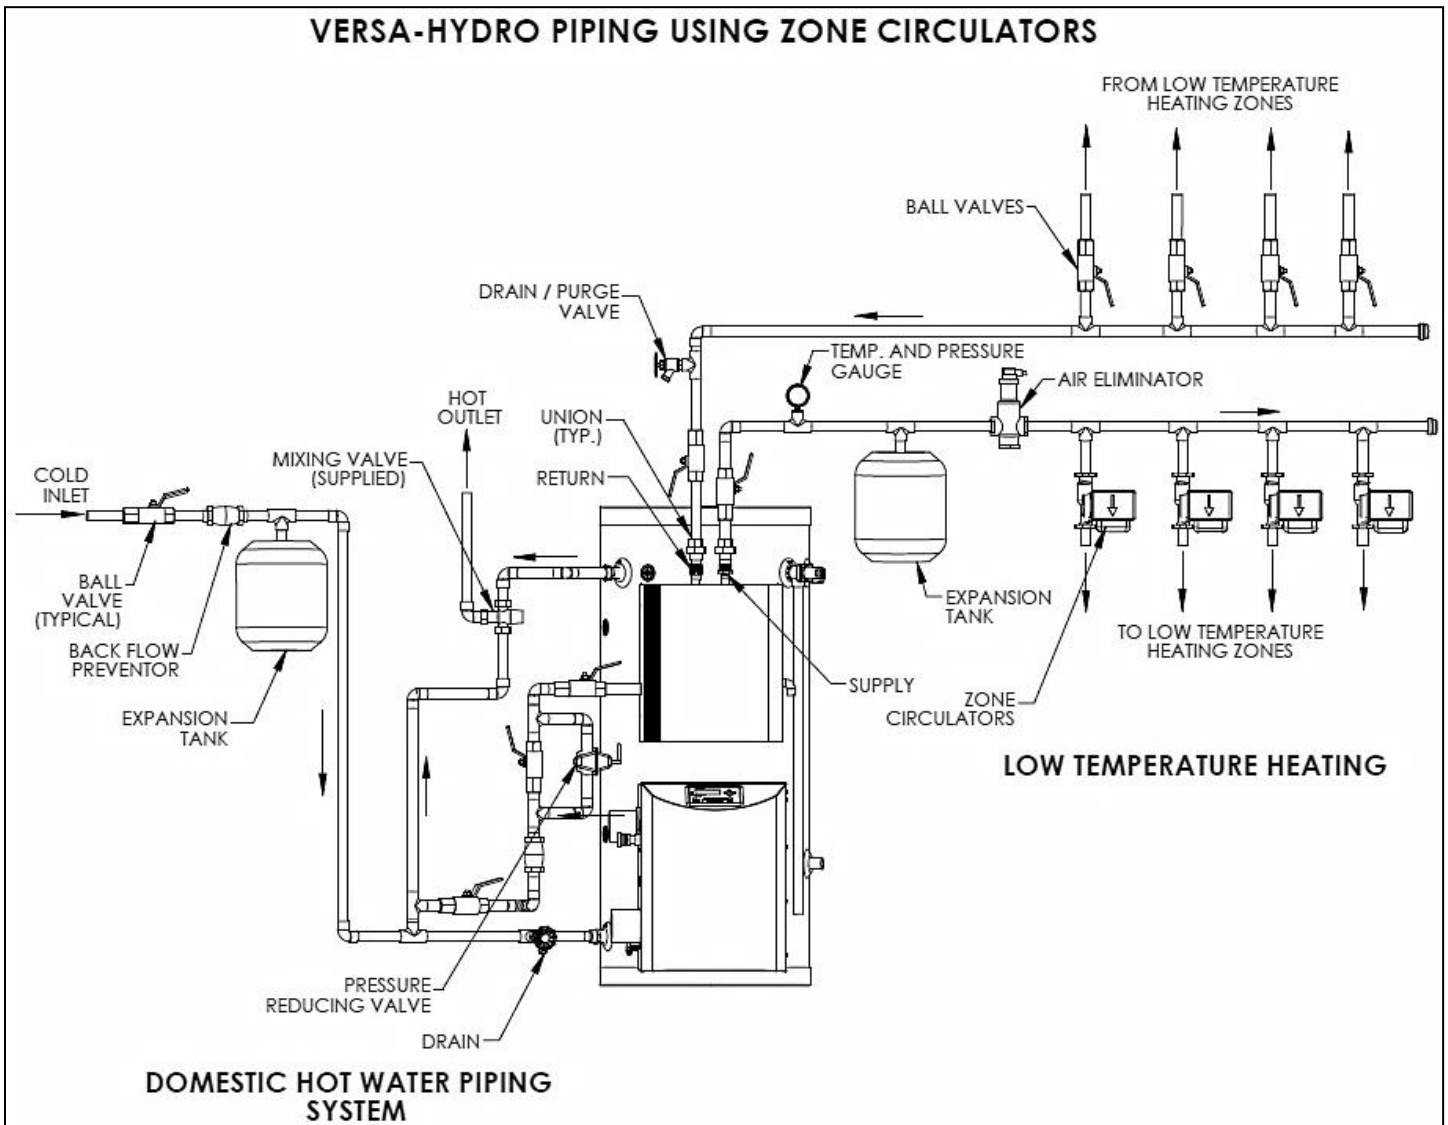 VERSA-HYDRO PIPING USING ZONE CIRCULATORS
FROM LOW TEMPERATURE
HEATING ZONES
BALL VALVES
DRAIN / PURGE
VALVE
TEMP. AND PRESSURE
GAUGE
AIR ELIMINATOR
HOT
OUTLET
UNION
(TYP.)
MIXING VALVE
(SUPPLIED)
RETURN
COLD
INLET
BALL
VALVE
(TYPICAL)
BACK FLOW
PREVENTOR
EXPANSION
TANK
EXPANSION
TANK
TO LOW TEMPERATURE
HEATING ZONES
SUPPLY
ZONE
CIRCULATORS
LOW TEMPERATURE HEATING
PRESSURE
REDUCING VALVE
DRAIN
DOMESTIC HOT WATER PIPING
SYSTEM